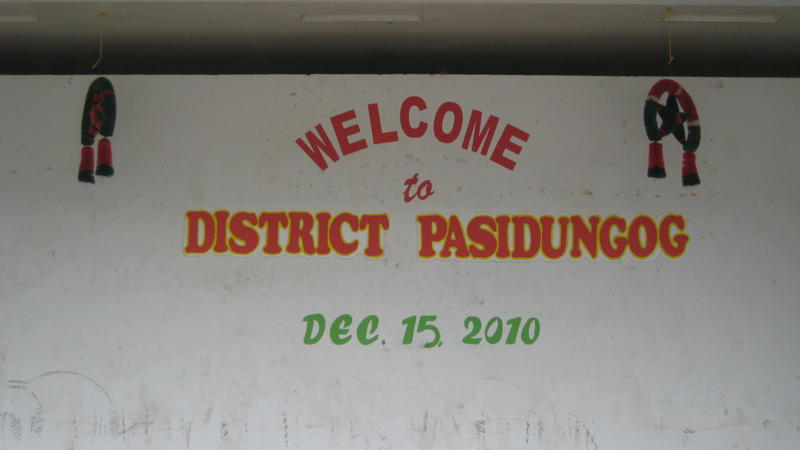 WELCOME
to
DISTRICT PASIDUNGOG
DEC. 15, 2010